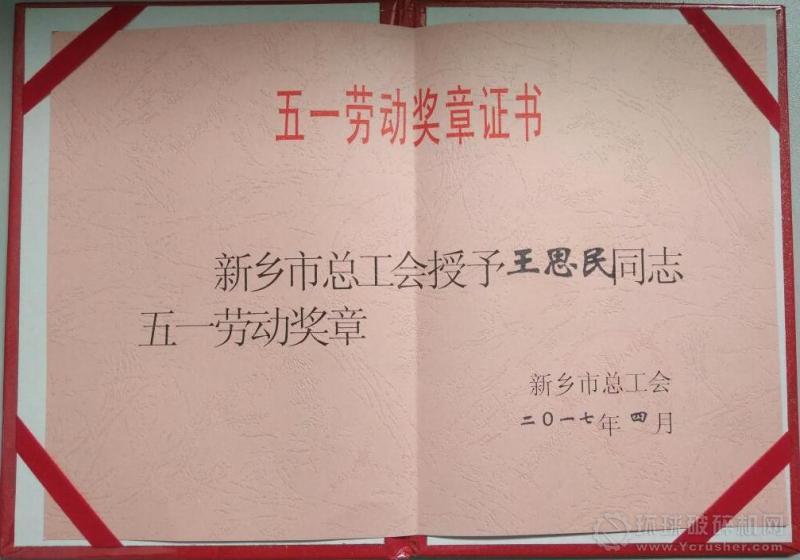 五一劳动奖章证书
新乡市总工会授予王思民同志
五一劳动奖章
新乡市总工会
二〇一七年四月
环球破碎机网
www.Ycrusher.com